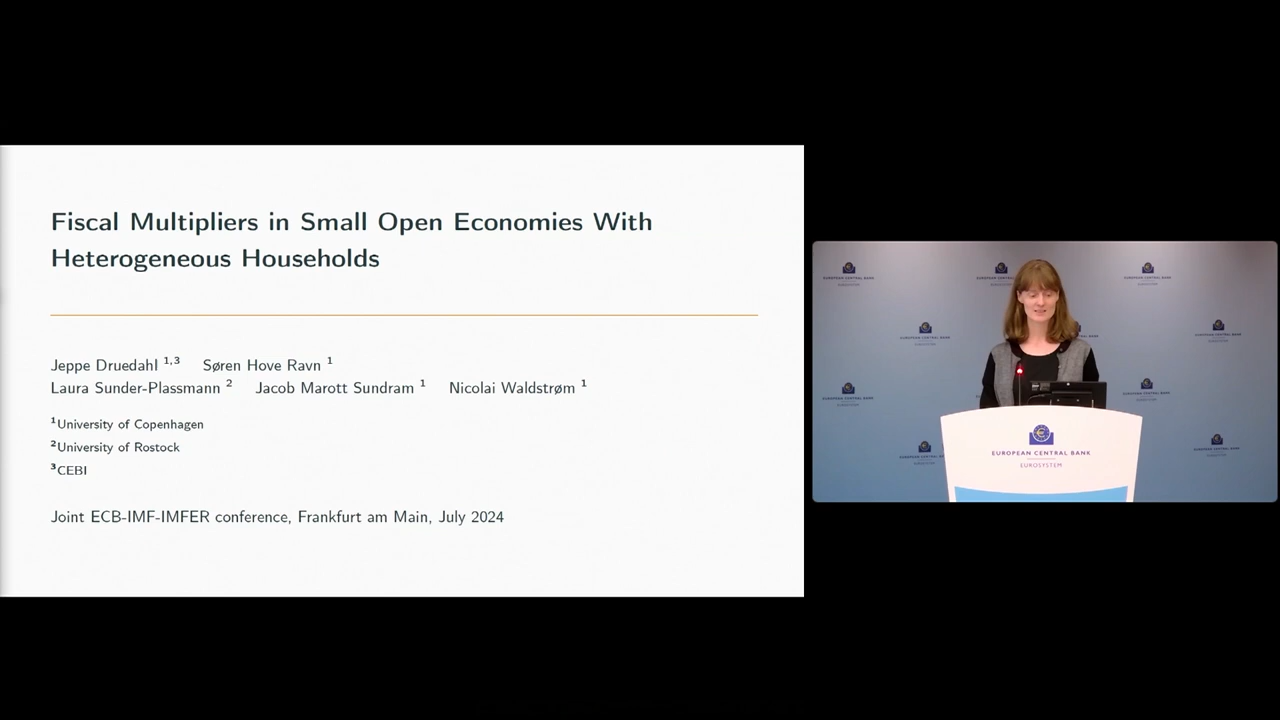 Fiscal Multipliers in Small Open Economies With
Heterogeneous Households
Jeppe Druedahl 1,3 Søren Hove Ravn 1
Laura Sunder-Plassmann 2 Jacob Marott Sundram 1 Nicolai Waldstrøm 1
1University of Copenhagen
2University of Rostock
3CEBI
Joint ECB-IMF-IMFER conference, Frankfurt am Main, July 2024
EUROPEAN CENTRAL BANK
EUROSYSTEM